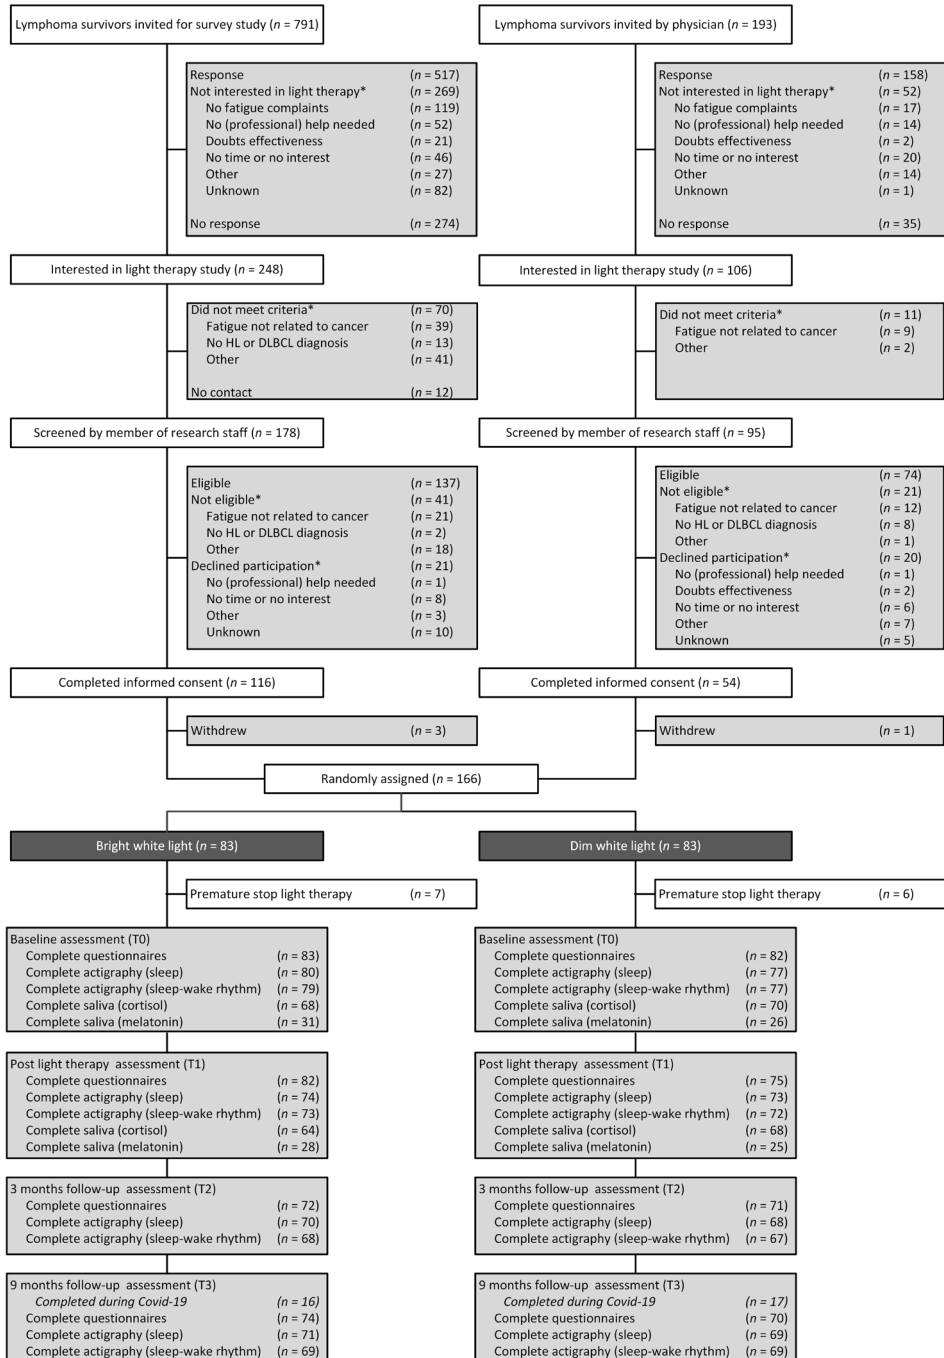 Lymphoma survivors invited for survey study (n = 791)
Response (n = 517)
Not interested in light therapy* (n = 269)
No fatigue complaints (n = 119)
No (professional) help needed (n = 52)
Doubts effectiveness (n = 21)
No time or no interest (n = 46)
Other (n = 27)
Unknown (n = 82)
No response (n = 274)
Interested in light therapy study (n = 248)
Did not meet criteria* (n = 70)
Fatigue not related to cancer (n = 39)
No HL or DLBCL diagnosis (n = 13)
Other (n = 41)
No contact (n = 12)
Screened by member of research staff (n = 178)
Eligible (n = 137)
Not eligible* (n = 41)
Fatigue not related to cancer (n = 21)
No HL or DLBCL diagnosis (n = 2)
Other (n = 18)
Declined participation* (n = 21)
No (professional) help needed (n = 1)
No time or no interest (n = 8)
Other (n = 3)
Unknown (n = 10)
Completed informed consent (n = 116)
Withdrew (n = 3)
Lymphoma survivors invited by physician (n = 193)
Response (n = 158)
Not interested in light therapy* (n = 52)
No fatigue complaints (n = 17)
No (professional) help needed (n = 14)
Doubts effectiveness (n = 2)
No time or no interest (n = 20)
Other (n = 14)
Unknown (n = 1)
No response (n = 35)
Interested in light therapy study (n = 106)
Did not meet criteria* (n = 11)
Fatigue not related to cancer (n = 9)
Other (n = 2)
Screened by member of research staff (n = 95)
Eligible (n = 74)
Not eligible* (n = 21)
Fatigue not related to cancer (n = 12)
No HL or DLBCL diagnosis (n = 8)
Other (n = 1)
Declined participation* (n = 20)
No (professional) help needed (n = 1)
Doubts effectiveness (n = 2)
No time or no interest (n = 6)
Other (n = 7)
Unknown (n = 5)
Completed informed consent (n = 54)
Withdrew (n = 1)
Randomly assigned (n = 166)
Bright white light (n = 83)
Premature stop light therapy (n = 7)
Baseline assessment (T0)
Complete questionnaires (n = 83)
Complete actigraphy (sleep) (n = 80)
Complete actigraphy (sleep-wake rhythm) (n = 79)
Complete saliva (cortisol) (n = 68)
Complete saliva (melatonin) (n = 31)
Post light therapy assessment (T1)
Complete questionnaires (n = 82)
Complete actigraphy (sleep) (n = 74)
Complete actigraphy (sleep-wake rhythm) (n = 73)
Complete saliva (cortisol) (n = 64)
Complete saliva (melatonin) (n = 28)
3 months follow-up assessment (T2)
Complete questionnaires (n = 72)
Complete actigraphy (sleep) (n = 70)
Complete actigraphy (sleep-wake rhythm) (n = 68)
9 months follow-up assessment (T3)
Completed during Covid-19 (n = 16)
Complete questionnaires (n = 74)
Complete actigraphy (sleep) (n = 71)
Complete actigraphy (sleep-wake rhythm) (n = 69)
Dim white light (n = 83)
Premature stop light therapy (n = 6)
Baseline assessment (T0)
Complete questionnaires (n = 82)
Complete actigraphy (sleep) (n = 77)
Complete actigraphy (sleep-wake rhythm) (n = 77)
Complete saliva (cortisol) (n = 70)
Complete saliva (melatonin) (n = 26)
Post light therapy assessment (T1)
Complete questionnaires (n = 75)
Complete actigraphy (sleep) (n = 73)
Complete actigraphy (sleep-wake rhythm) (n = 72)
Complete saliva (cortisol) (n = 68)
Complete saliva (melatonin) (n = 25)
3 months follow-up assessment (T2)
Complete questionnaires (n = 71)
Complete actigraphy (sleep) (n = 68)
Complete actigraphy (sleep-wake rhythm) (n = 67)
9 months follow-up assessment (T3)
Completed during Covid-19 (n = 17)
Complete questionnaires (n = 70)
Complete actigraphy (sleep) (n = 69)
Complete actigraphy (sleep-wake rhythm) (n = 69)